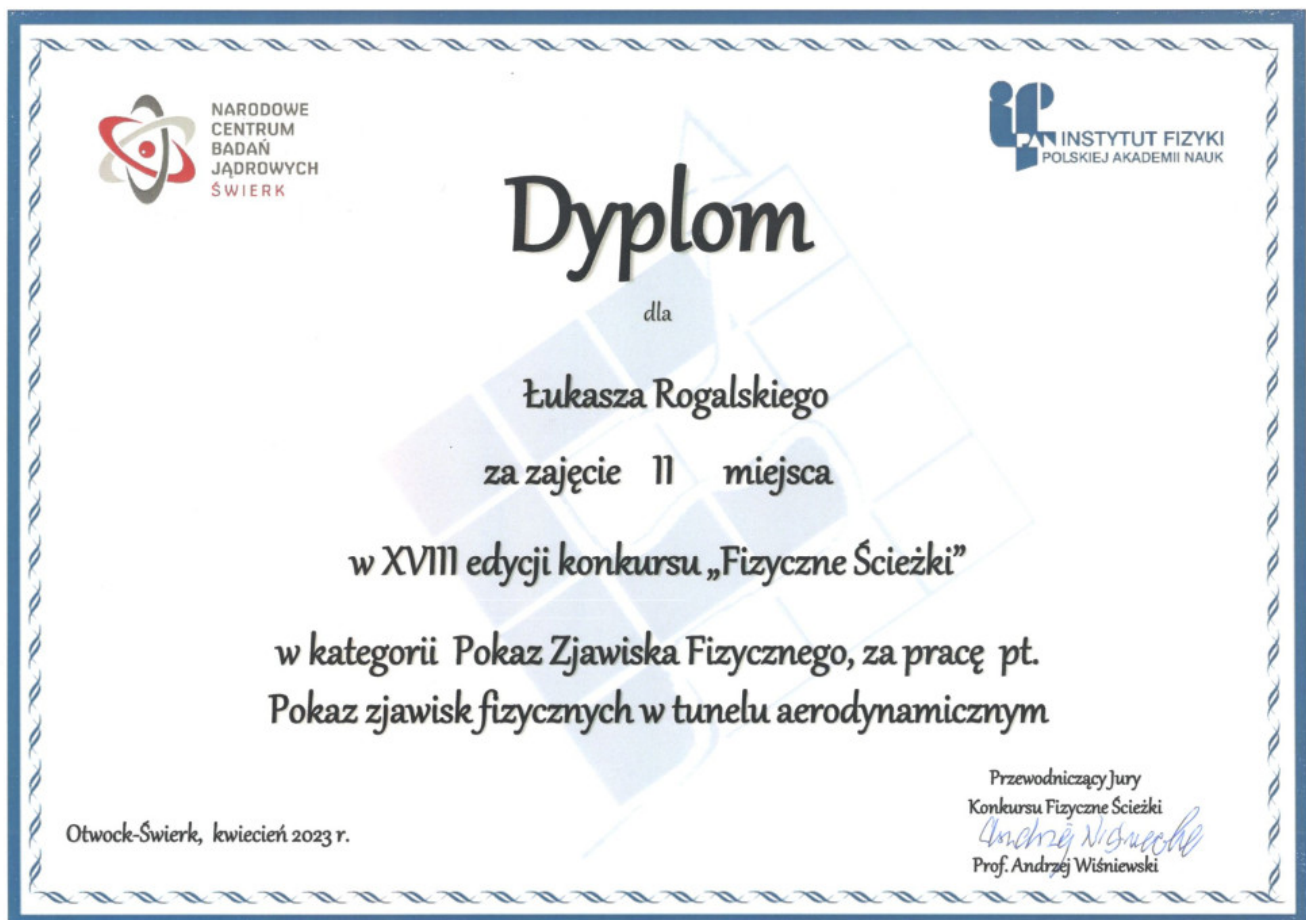 NARODOWE
CENTRUM
BADAŃ
JĄDROWYCH
ŚWIERK
ifPAN INSTYTUT FIZYKI
POLSKIEJ AKADEMII NAUK
Dyplom
dla
Łukasza Rogalskiego
za zajęcie II miejsca
w XVIII edycji konkursu „Fizyczne Ścieżki”
w kategorii Pokaz Zjawiska Fizycznego, za pracę pt.
Pokaz zjawisk fizycznych w tunelu aerodynamicznym
Przewodniczący Jury
Konkursu Fizyczne Ścieżki
Andrzej Wiśniewski
Prof. Andrzej Wiśniewski
Otwock-Świerk, kwiecień 2023 r.